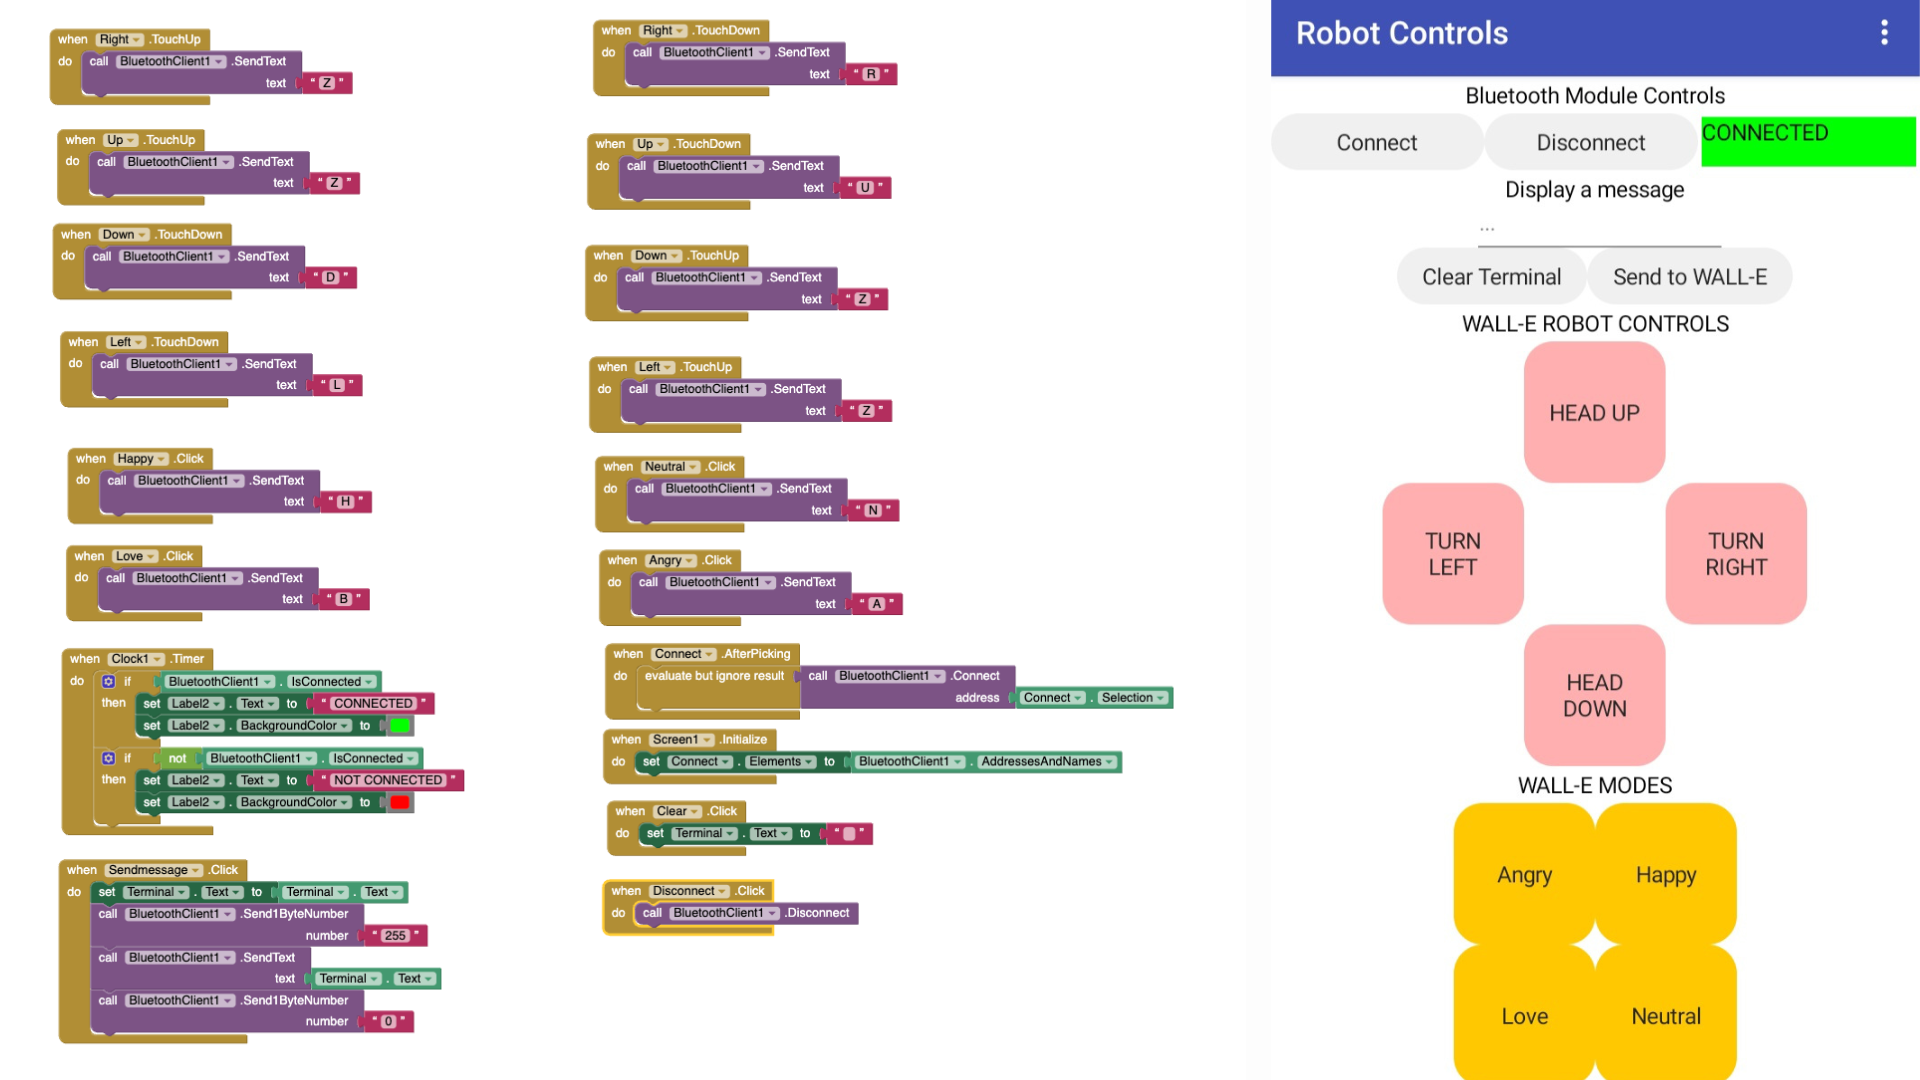 when Right .TouchUp
do call BluetoothClient1 .SendText
text " Z "
when Up .TouchUp
do call BluetoothClient1 .SendText
text " Z "
when Down .TouchDown
do call BluetoothClient1 .SendText
text " D "
when Left .TouchDown
do call BluetoothClient1 .SendText
text " L "
when Happy .Click
do call BluetoothClient1 .SendText
text " H "
when Love .Click
do call BluetoothClient1 .SendText
text " B "
when Clock1 .Timer
do if BluetoothClient1 . IsConnected
then set Label2 . Text to " CONNECTED "
set Label2 . BackgroundColor to
if not BluetoothClient1 . IsConnected
then set Label2 . Text to " NOT CONNECTED "
set Label2 . BackgroundColor to
when Sendmessage .Click
do set Terminal . Text to Terminal . Text
call BluetoothClient1 .Send1ByteNumber
number " 255 "
call BluetoothClient1 .SendText
text Terminal . Text
call BluetoothClient1 .Send1ByteNumber
number " 0 "
when Right .TouchDown
do call BluetoothClient1 .SendText
text " R "
when Up .TouchDown
do call BluetoothClient1 .SendText
text " U "
when Down .TouchUp
do call BluetoothClient1 .SendText
text " Z "
when Left .TouchUp
do call BluetoothClient1 .SendText
text " Z "
when Neutral .Click
do call BluetoothClient1 .SendText
text " N "
when Angry .Click
do call BluetoothClient1 .SendText
text " A "
when Connect .AfterPicking
do evaluate but ignore result call BluetoothClient1 .Connect
address Connect . Selection
when Screen1 .Initialize
do set Connect . Elements to BluetoothClient1 . AddressesAndNames
when Clear .Click
do set Terminal . Text to " "
when Disconnect .Click
do call BluetoothClient1 .Disconnect
Robot Controls
Bluetooth Module Controls
Connect Disconnect CONNECTED
Display a message
...
Clear Terminal Send to WALL-E
WALL-E ROBOT CONTROLS
HEAD UP
TURN
LEFT
TURN
RIGHT
HEAD
DOWN
WALL-E MODES
Angry Happy
Love Neutral